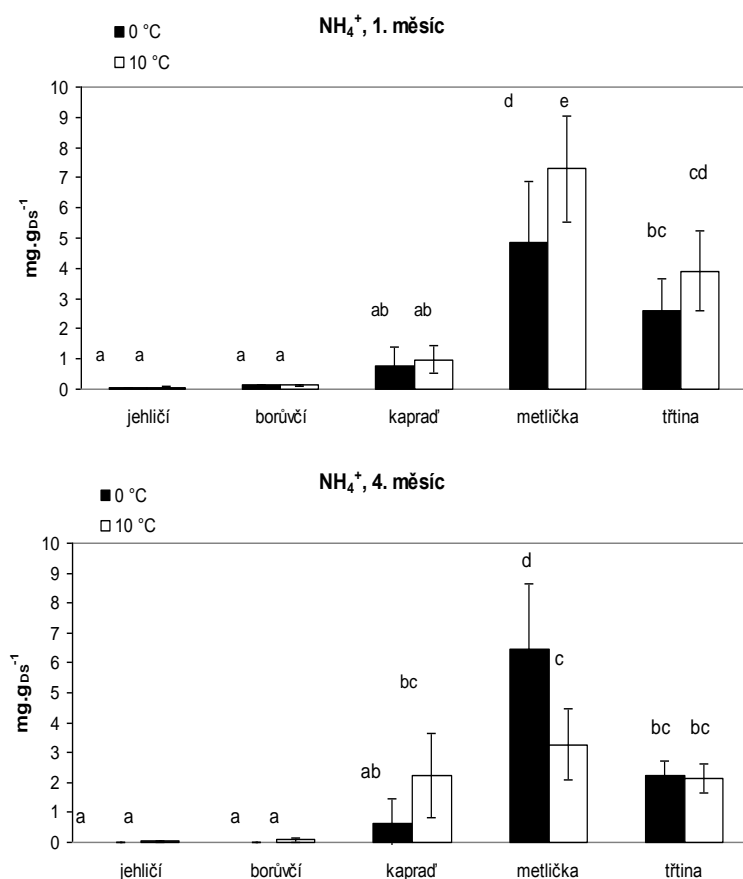 NH4+, 1. měsíc
0 °C
10 °C
mg.gDS-1
10
9
8
7
6
5
4
3
2
1
0
a a a a ab ab d e bc cd
jehličí borůvčí kapraď metlička třtina
NH4+, 4. měsíc
0 °C
10 °C
mg.gDS-1
10
9
8
7
6
5
4
3
2
1
0
a a a a ab bc d c bc bc
jehličí borůvčí kapraď metlička třtina